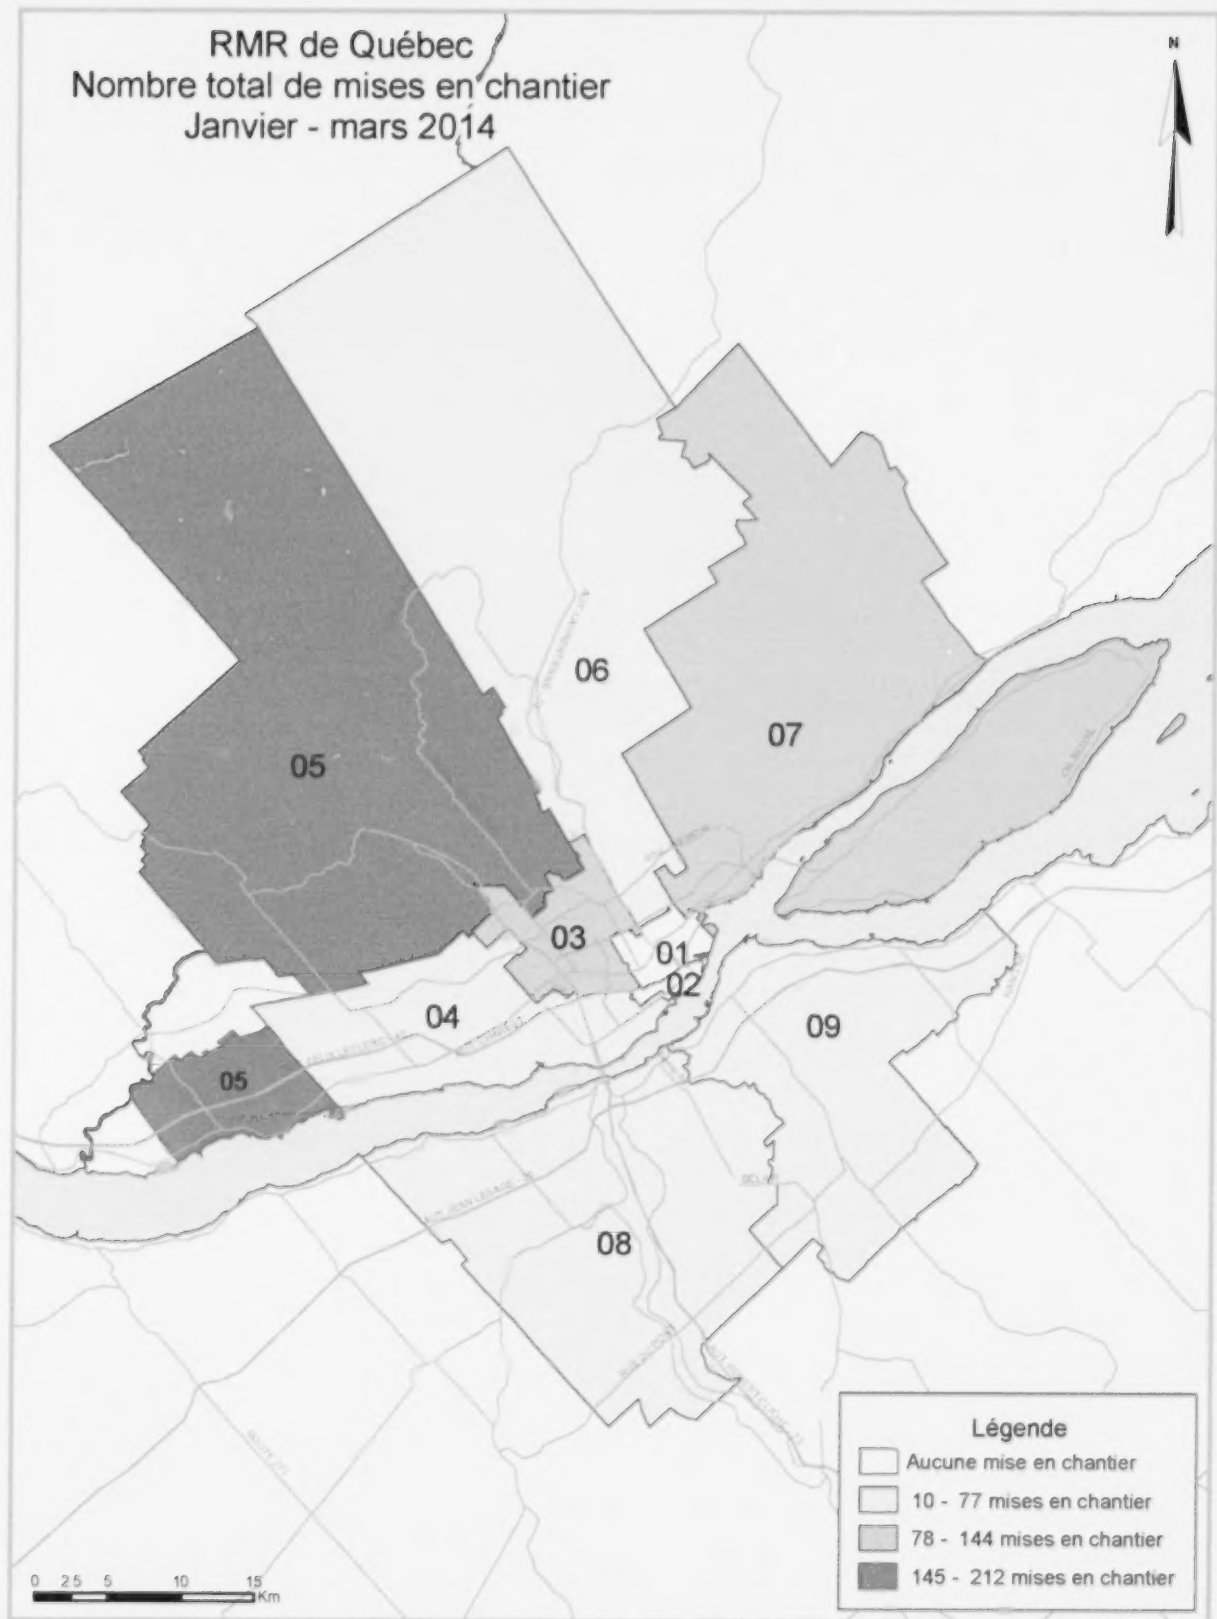 RMR de Québec
Nombre total de mises en chantier
Janvier - mars 2014
N
06
07
05
03
01
02
04
09
05
08
Légende
Aucune mise en chantier
10 - 77 mises en chantier
78 - 144 mises en chantier
145 - 212 mises en chantier
0 2.5 5 10 15
Km